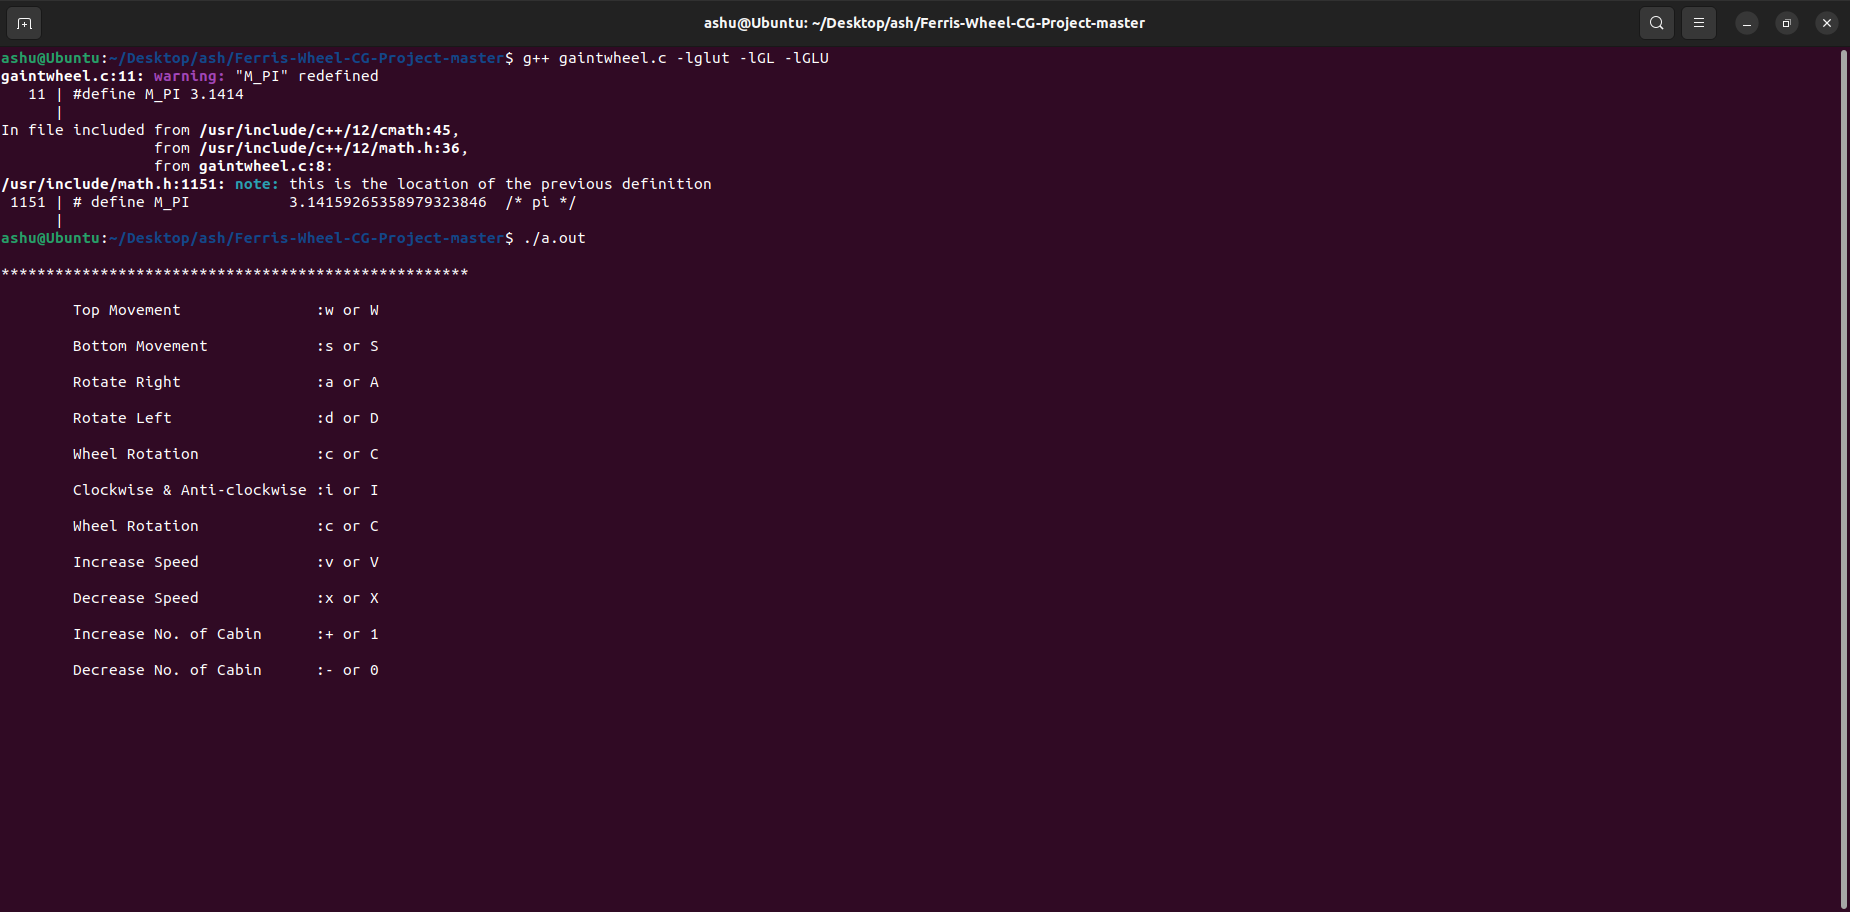 ashu@Ubuntu: ~/Desktop/ash/Ferris-Wheel-CG-Project-master
ashu@Ubuntu:~/Desktop/ash/Ferris-Wheel-CG-Project-master$ g++ gaintwheel.c -lglut -lGL -lGLU
gaintwheel.c:11: warning: "M_PI" redefined
   11 | #define M_PI 3.1414
      |
In file included from /usr/include/c++/12/cmath:45,
                 from /usr/include/c++/12/math.h:36,
                 from gaintwheel.c:8:
/usr/include/math.h:1151: note: this is the location of the previous definition
 1151 | # define M_PI           3.14159265358979323846  /* pi */
      |
ashu@Ubuntu:~/Desktop/ash/Ferris-Wheel-CG-Project-master$ ./a.out
****************************************************
        Top Movement               :w or W
        Bottom Movement            :s or S
        Rotate Right               :a or A
        Rotate Left                :d or D
        Wheel Rotation             :c or C
        Clockwise & Anti-clockwise :i or I
        Wheel Rotation             :c or C
        Increase Speed             :v or V
        Decrease Speed             :x or X
        Increase No. of Cabin      :+ or 1
        Decrease No. of Cabin      :- or 0